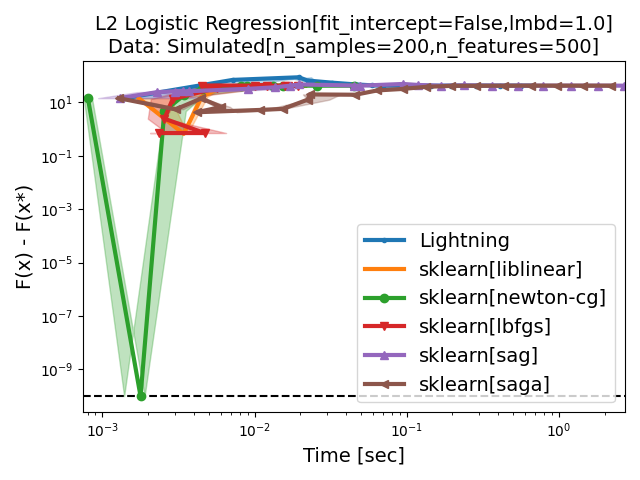 L2 Logistic Regression[fit_intercept=False,lmbd=1.0]
Data: Simulated[n_samples=200,n_features=500]
F(x) - F(x*)
10^1
10^-1
10^-3
10^-5
10^-7
10^-9
Lightning
sklearn[liblinear]
sklearn[newton-cg]
sklearn[lbfgs]
sklearn[sag]
sklearn[saga]
10^-3 10^-2 10^-1 10^0
Time [sec]